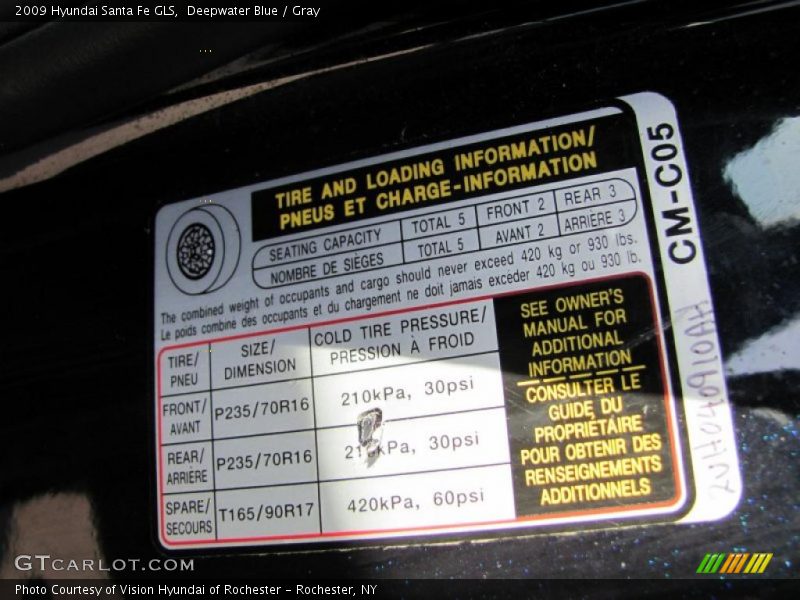 2009 Hyundai Santa Fe GLS, Deepwater Blue / Gray
TIRE AND LOADING INFORMATION/
PNEUS ET CHARGE-INFORMATION
SEATING CAPACITY TOTAL 5 FRONT 2 REAR 3
NOMBRE DE SIÈGES TOTAL 5 AVANT 2 ARRIÈRE 3
The combined weight of occupants and cargo should never exceed 420 kg or 930 lbs.
Le poids combine des occupants et du chargement ne doit jamais exceder 420 kg ou 930 lb.
TIRE/
PNEU
SIZE/
DIMENSION
COLD TIRE PRESSURE/
PRESSION À FROID
FRONT/
AVANT
P235/70R16
210kPa, 30psi
REAR/
ARRIÈRE
P235/70R16
210kPa, 30psi
SPARE/
SECOURS
T165/90R17
420kPa, 60psi
SEE OWNER'S
MANUAL FOR
ADDITIONAL
INFORMATION
CONSULTER LE
GUIDE DU
PROPRIÉTAIRE
POUR OBTENIR DES
RENSEIGNEMENTS
ADDITIONNELS
CM-C05
GTCARLOT.COM
Photo Courtesy of Vision Hyundai of Rochester - Rochester, NY